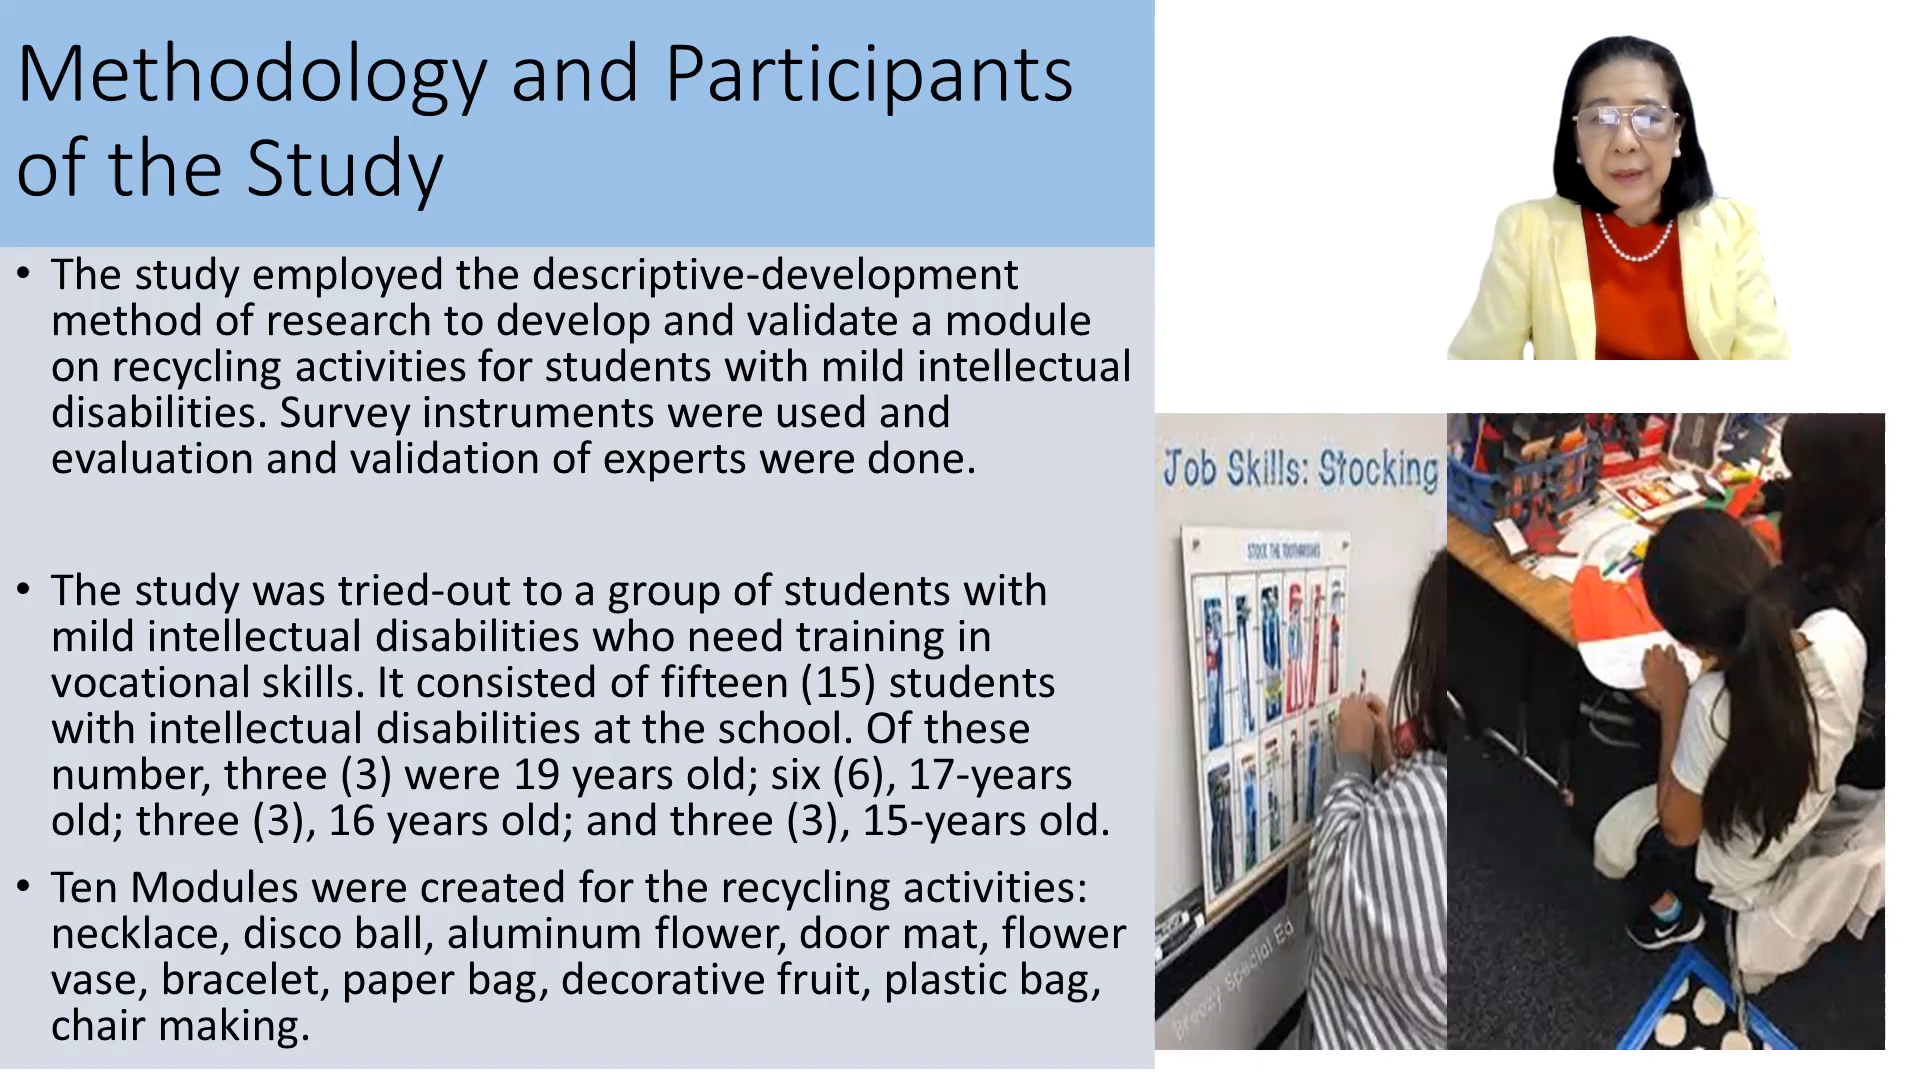 Methodology and Participants
of the Study
• The study employed the descriptive-development
method of research to develop and validate a module
on recycling activities for students with mild intellectual
disabilities. Survey instruments were used and
evaluation and validation of experts were done.
• The study was tried-out to a group of students with
mild intellectual disabilities who need training in
vocational skills. It consisted of fifteen (15) students
with intellectual disabilities at the school. Of these
number, three (3) were 19 years old; six (6), 17-years
old; three (3), 16 years old; and three (3), 15-years old.
• Ten Modules were created for the recycling activities:
necklace, disco ball, aluminum flower, door mat, flower
vase, bracelet, paper bag, decorative fruit, plastic bag,
chair making.
Job Skills: Stocking
STOCK THE TOOTHBRUSHES
Breezy Special Ed